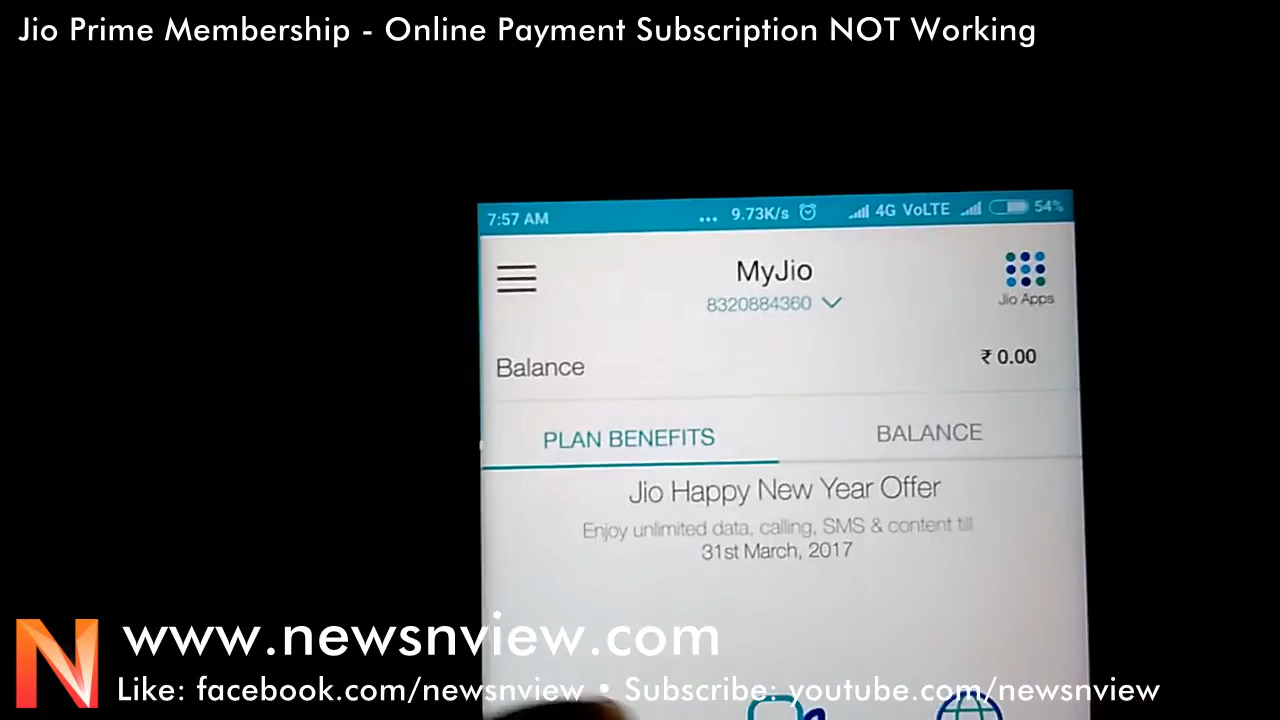 Jio Prime Membership - Online Payment Subscription NOT Working
7:57 AM ... 9.73K/s 4G VoLTE 54%
MyJio
8320884360
Jio Apps
Balance ₹ 0.00
PLAN BENEFITS BALANCE
Jio Happy New Year Offer
Enjoy unlimited data, calling, SMS & content till
31st March, 2017
N www.newsnview.com
Like: facebook.com/newsnview • Subscribe: youtube.com/newsnview